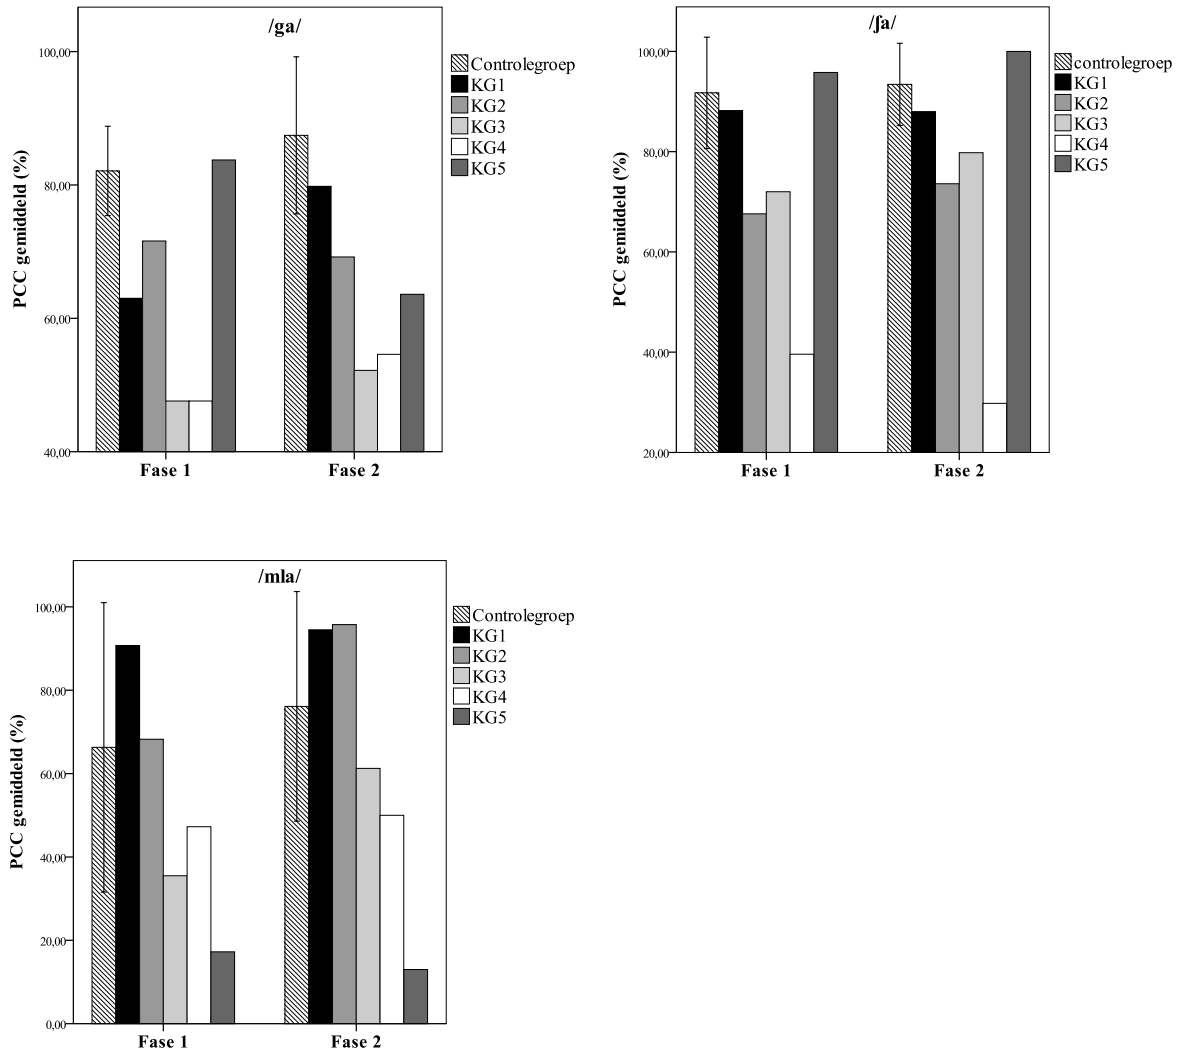 /ga/
PCC gemiddeld (%)
100,00
80,00
60,00
40,00
Fase 1
Fase 2
Controlegroep
KG1
KG2
KG3
KG4
KG5
/ʃa/
PCC gemiddeld (%)
100,00
80,00
60,00
40,00
20,00
Fase 1
Fase 2
controlegroep
KG1
KG2
KG3
KG4
KG5
/mla/
PCC gemiddeld (%)
100,00
80,00
60,00
40,00
20,00
0,00
Fase 1
Fase 2
Controlegroep
KG1
KG2
KG3
KG4
KG5